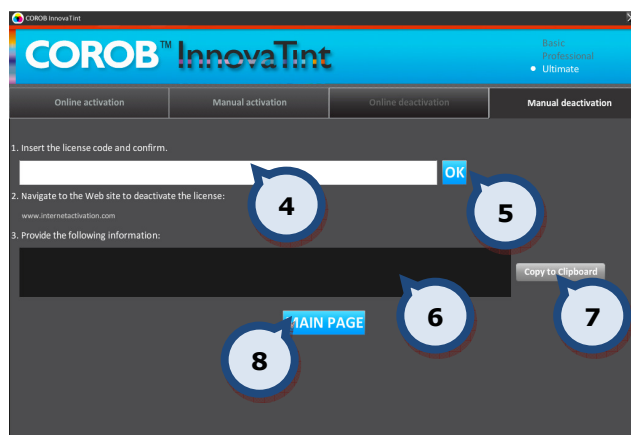 COROB InnovaTint
COROB™ InnovaTint
Basic
Professional
Ultimate
Online activation
Manual activation
Online deactivation
Manual deactivation
1. Insert the license code and confirm.
OK
4
5
2. Navigate to the Web site to deactivate the license:
www.internetactivation.com
3. Provide the following information:
Copy to Clipboard
6
7
MAIN PAGE
8